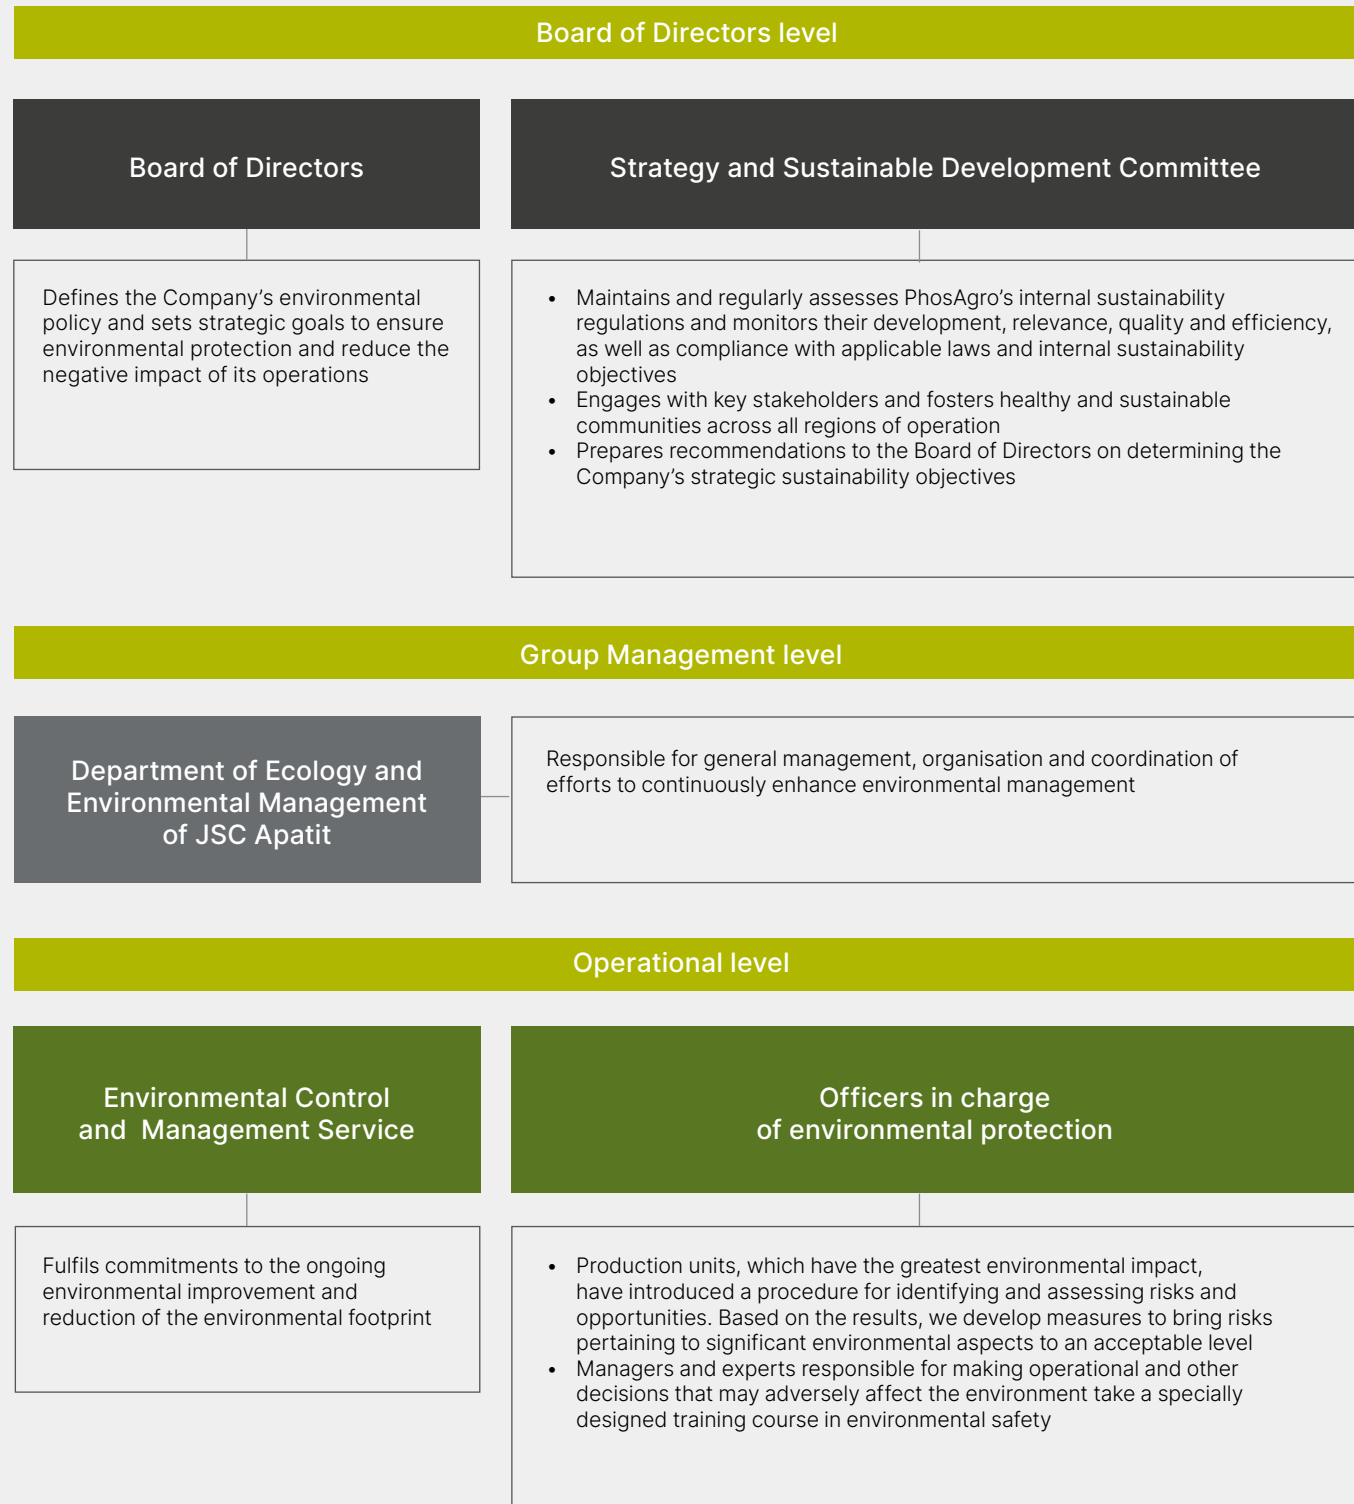 Board of Directors level
Board of Directors
Defines the Company’s environmental
policy and sets strategic goals to ensure
environmental protection and reduce the
negative impact of its operations
Strategy and Sustainable Development Committee
• Maintains and regularly assesses PhosAgro’s internal sustainability
regulations and monitors their development, relevance, quality and efficiency,
as well as compliance with applicable laws and internal sustainability
objectives
• Engages with key stakeholders and fosters healthy and sustainable
communities across all regions of operation
• Prepares recommendations to the Board of Directors on determining the
Company’s strategic sustainability objectives
Group Management level
Department of Ecology and
Environmental Management
of JSC Apatit
Responsible for general management, organisation and coordination of
efforts to continuously enhance environmental management
Operational level
Environmental Control
and Management Service
Fulfils commitments to the ongoing
environmental improvement and
reduction of the environmental footprint
Officers in charge
of environmental protection
• Production units, which have the greatest environmental impact,
have introduced a procedure for identifying and assessing risks and
opportunities. Based on the results, we develop measures to bring risks
pertaining to significant environmental aspects to an acceptable level
• Managers and experts responsible for making operational and other
decisions that may adversely affect the environment take a specially
designed training course in environmental safety